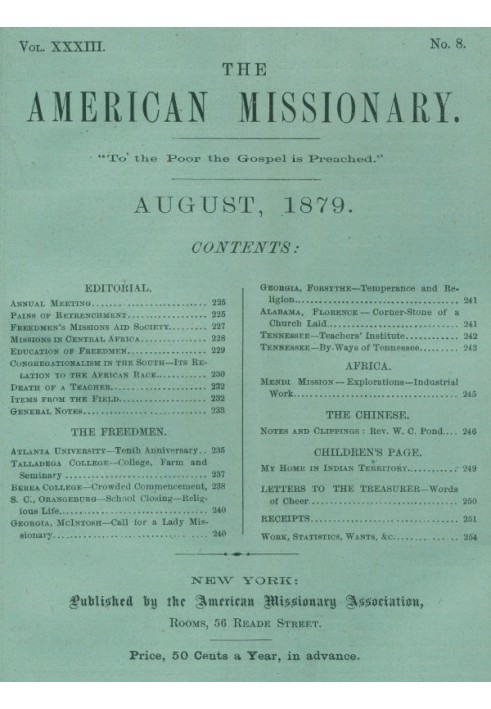 VOL. XXXIII.
No. 8.
THE
AMERICAN MISSIONARY.
"To the Poor the Gospel is Preached."
AUGUST, 1879.
CONTENTS:
EDITORIAL.
ANNUAL MEETING 225
PAINS OF RETRENCHMENT 225
FREEDMEN'S MISSIONS AID SOCIETY 227
MISSIONS IN CENTRAL AFRICA 228
EDUCATION OF FREEDMEN 229
CONGREGATIONALISM IN THE SOUTH—ITS RE-
LATION TO THE AFRICAN RACE 230
DEATH OF A TEACHER 232
ITEMS FROM THE FIELD 232
GENERAL NOTES 233
THE FREEDMEN.
ATLANTA UNIVERSITY—Tenth Anniversary 235
TALLADEGA COLLEGE—College, Farm and
Seminary 237
BEREA COLLEGE—Crowded Commencement, 238
S. C., ORANGEBURG—School Closing—Relig-
ious Life 240
GEORGIA, MCINTOSH—Call for a Lady Mis-
sionary 240
GEORGIA, FORSYTHE—Temperance and Re-
ligion 241
ALABAMA, FLORENCE—Corner-Stone of a
Church Laid 241
TENNESSEE—Teachers' Institute 242
TENNESSEE—By-Ways of Tennessee 243
AFRICA.
MENDI MISSION—Explorations—Industrial
Work 245
THE CHINESE.
NOTES AND CLIPPINGS: Rev. W. C. Pond 246
CHILDREN'S PAGE.
MY HOME IN INDIAN TERRITORY 249
LETTERS TO THE TREASURER—Words
of Cheer 250
RECEIPTS 251
WORK, STATISTICS, WANTS, &c. 254
NEW YORK:
Published by the American Missionary Association,
ROOMS, 56 READE STREET.
Price, 50 Cents a Year, in advance.